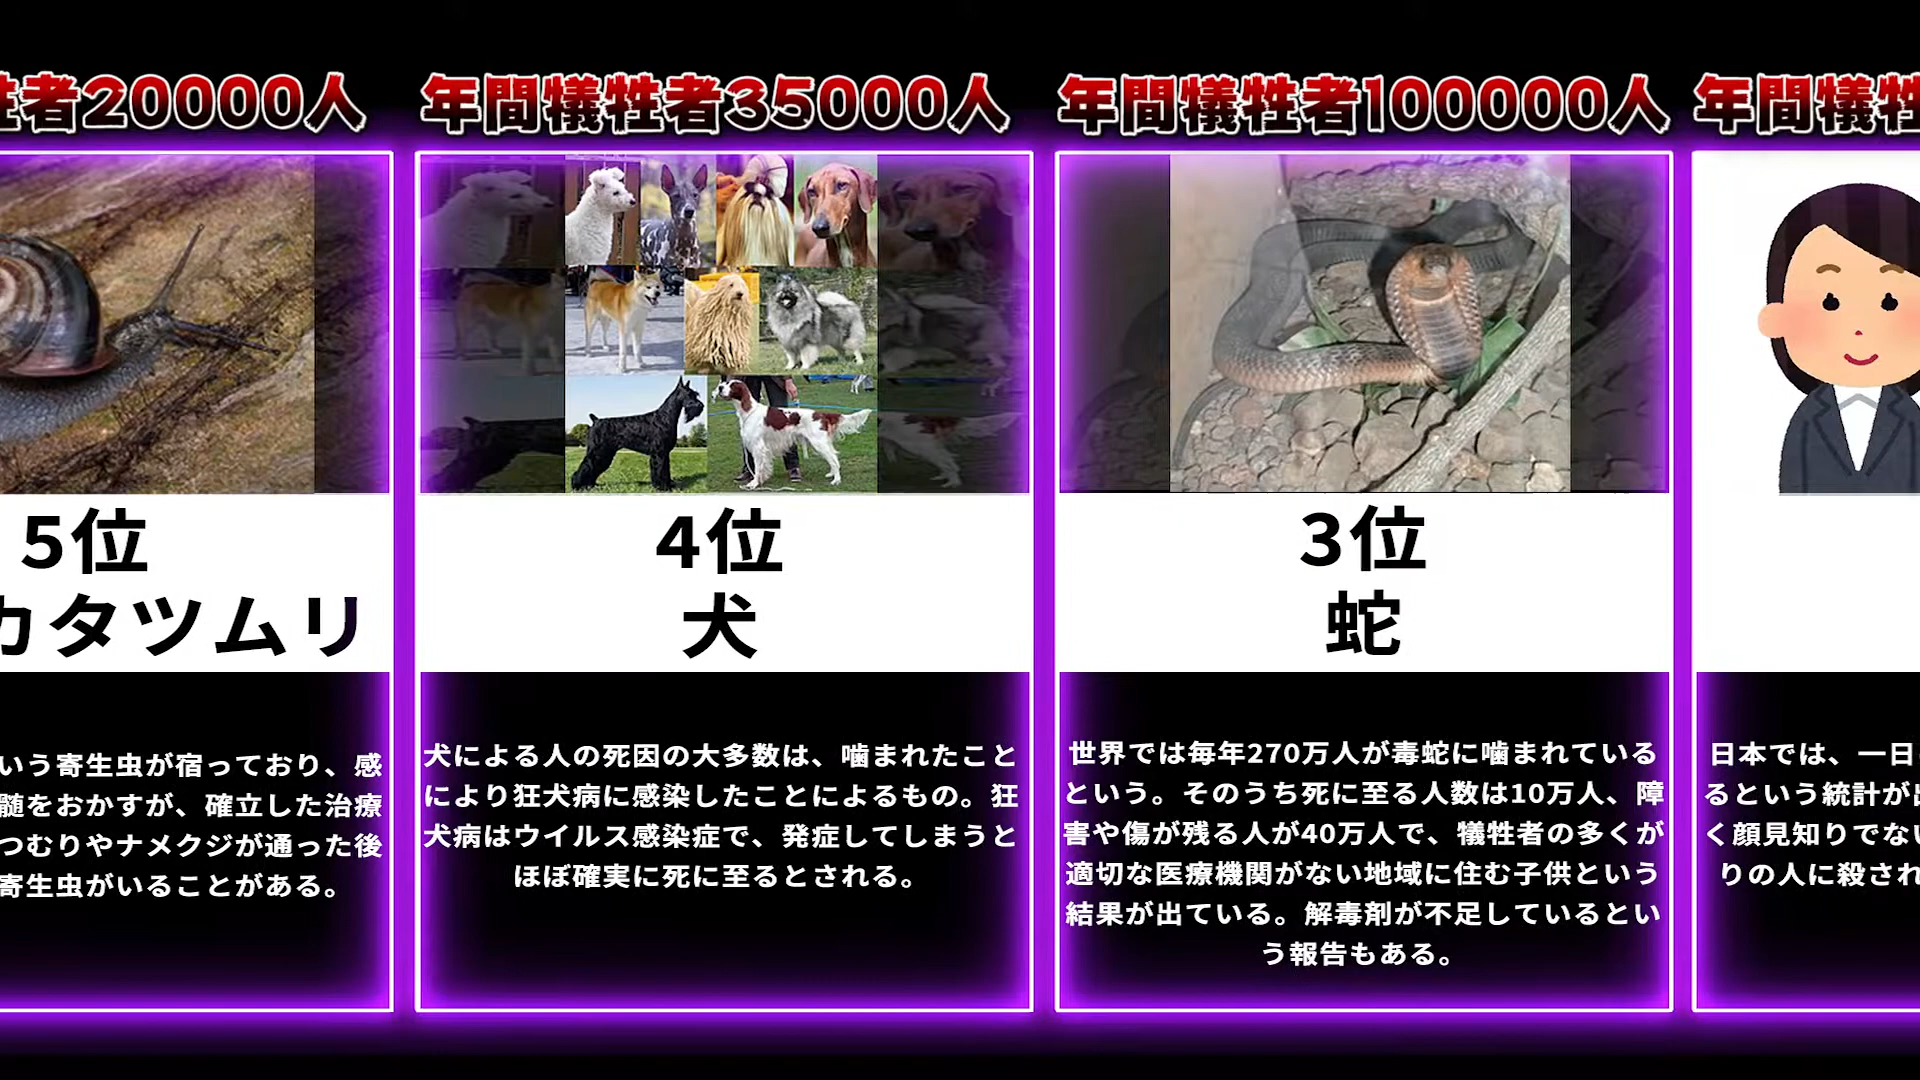 牲者20000人
5位
カタツムリ
いう寄生虫が宿っており、感
髄をおかすが、確立した治療
つむりやナメクジが通った後
寄生虫がいることがある。
年間犠牲者35000人
4位
犬
犬による人の死因の大多数は、噛まれたこと
により狂犬病に感染したことによるもの。狂
犬病はウイルス感染症で、発症してしまうと
ほぼ確実に死に至るとされる。
年間犠牲者100000人
3位
蛇
世界では毎年270万人が毒蛇に噛まれている
という。そのうち死に至る人数は10万人、障
害や傷が残る人が40万人で、犠牲者の多くが
適切な医療機関がない地域に住む子供という
結果が出ている。解毒剤が不足しているとい
う報告もある。
年間犠牲
日本では、一日
るという統計が出
く顔見知りでない
りの人に殺され